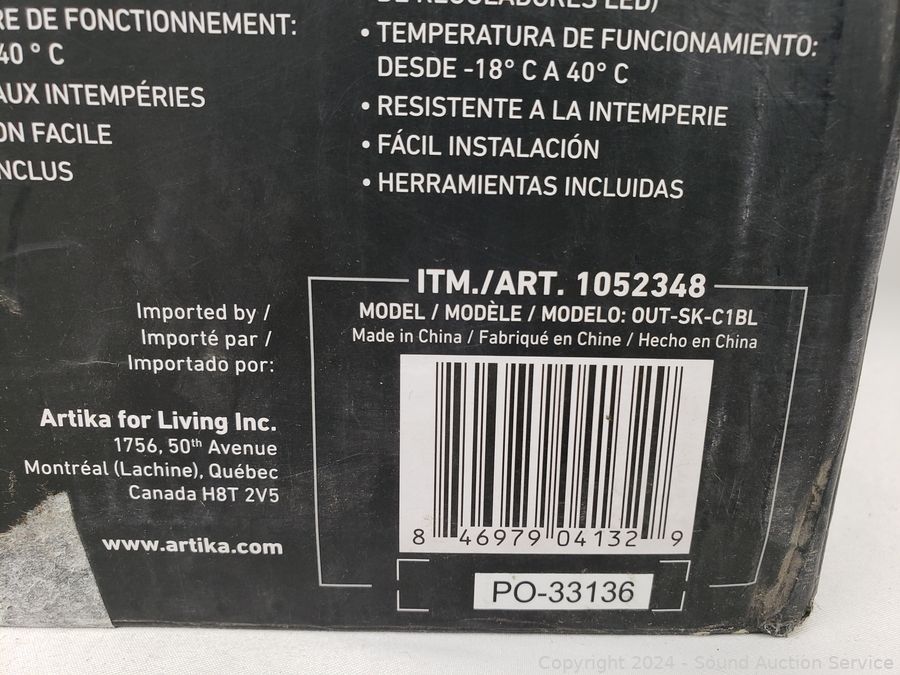 RE DE FONCTIONNEMENT:
40 ° C
AUX INTEMPÉRIES
ON FACILE
NCLUS
DE REGULADORES LED)
• TEMPERATURA DE FUNCIONAMIENTO:
DESDE -18° C A 40° C
• RESISTENTE A LA INTEMPERIE
• FÁCIL INSTALACIÓN
• HERRAMIENTAS INCLUIDAS
Imported by /
Importé par /
Importado por:
Artika for Living Inc.
1756, 50th Avenue
Montréal (Lachine), Québec
Canada H8T 2V5
www.artika.com
ITM./ART. 1052348
MODEL / MODÈLE / MODELO: OUT-SK-C1BL
Made in China / Fabriqué en Chine / Hecho en China
8 46979 04132 9
PO-33136
Copyright 2024 - Sound Auction Service